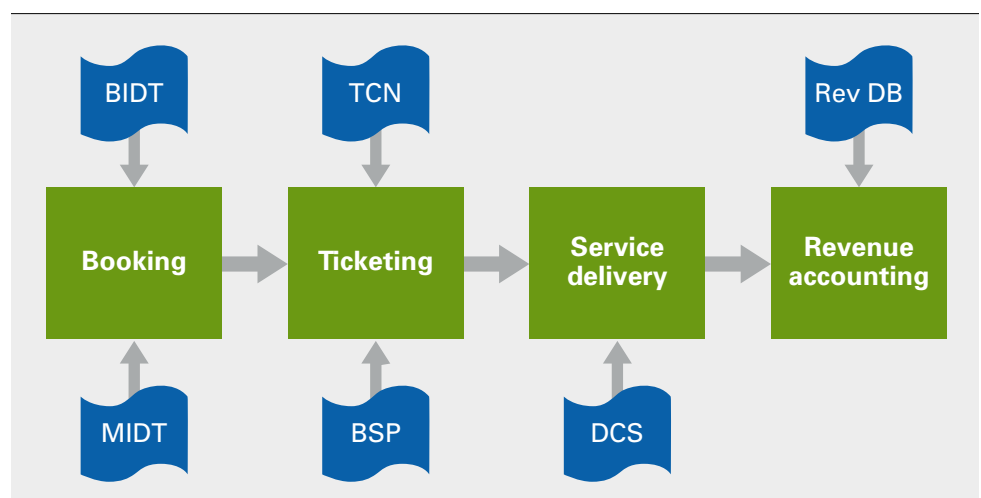 BIDT
TCN
Rev DB
Booking
Ticketing
Service
delivery
Revenue
accounting
MIDT
BSP
DCS